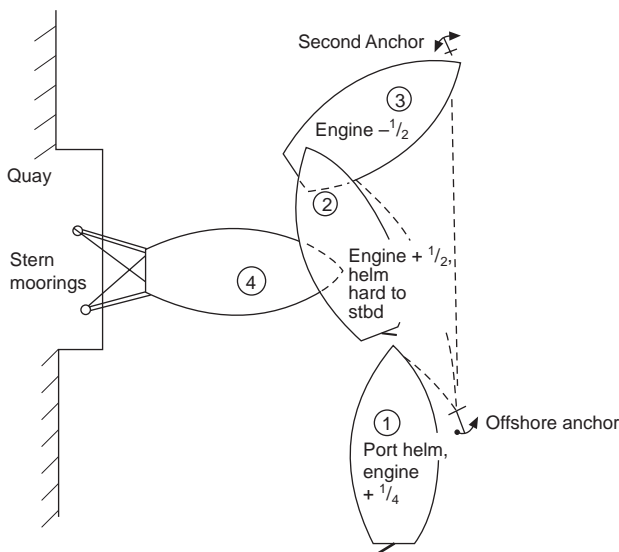 Second Anchor
3
Engine –1/2
Quay
2
Stern
moorings
4
Engine + 1/2,
helm
hard to
stbd
1
Offshore anchor
Port helm,
engine
+ 1/4